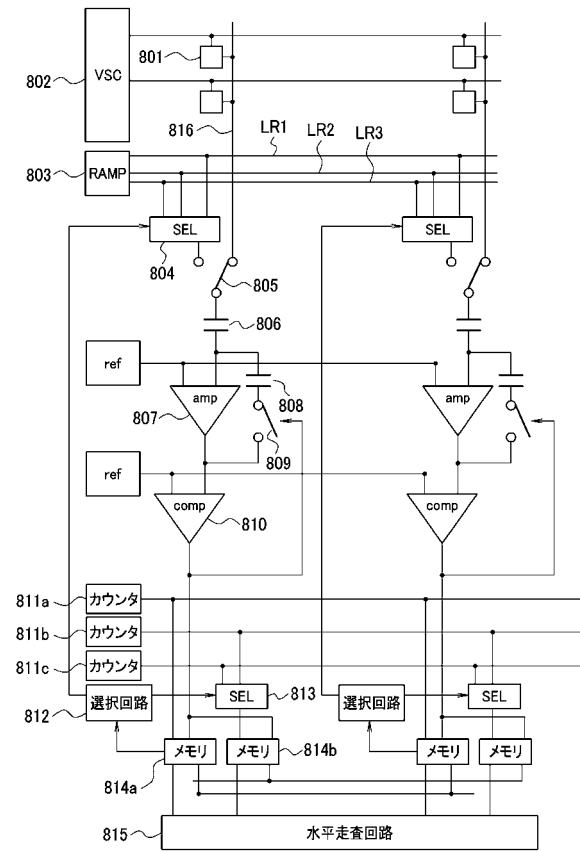 801
802
VSC
816
LR1
LR2
LR3
803
RAMP
SEL
SEL
804
805
806
ref
amp
808
amp
807
809
ref
comp
810
comp
811a
カウンタ
811b
カウンタ
811c
カウンタ
812
選択回路
SEL
813
選択回路
SEL
メモリ
メモリ
814b
メモリ
メモリ
814a
815
水平走査回路